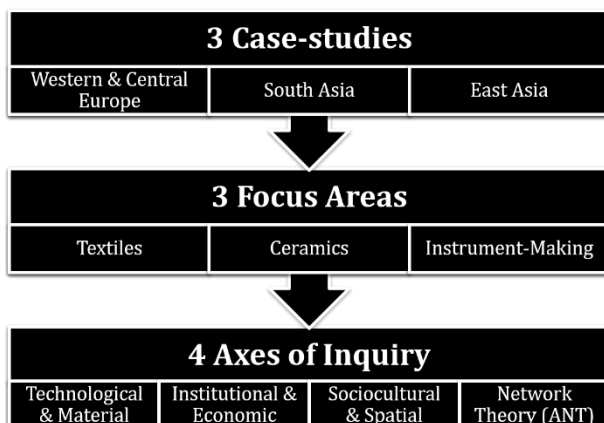 3 Case-studies
Western & Central
Europe
South Asia
East Asia
3 Focus Areas
Textiles
Ceramics
Instrument-Making
4 Axes of Inquiry
Technological
& Material
Institutional &
Economic
Sociocultural
& Spatial
Network
Theory (ANT)